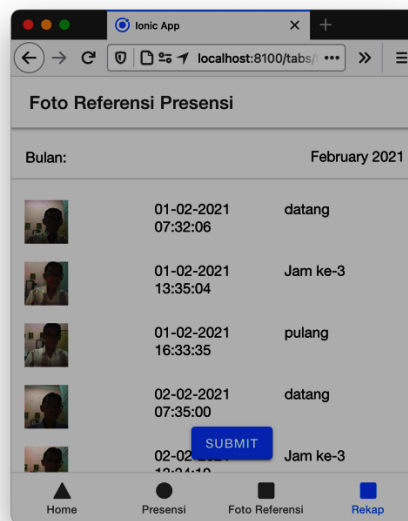 Ionic App
localhost:8100/tabs/
Foto Referensi Presensi
Bulan: February 2021
01-02-2021 datang
07:32:06
01-02-2021 Jam ke-3
13:35:04
01-02-2021 pulang
16:33:35
02-02-2021 datang
07:35:00
SUBMIT
02-02 Jam ke-3
Home Presensi Foto Referensi Rekap